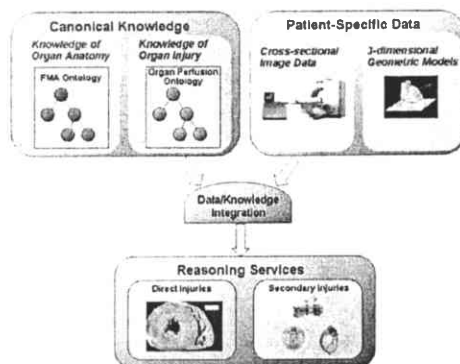 Canonical Knowledge
Knowledge of
Organ Anatomy
Knowledge of
Organ Injury
FMA Ontology
Organ Perfusion
Ontology
Patient-Specific Data
Cross-sectional
Image Data
3-dimensional
Geometric Models
Data/Knowledge
Integration
Reasoning Services
Direct Injuries
Secondary Injuries